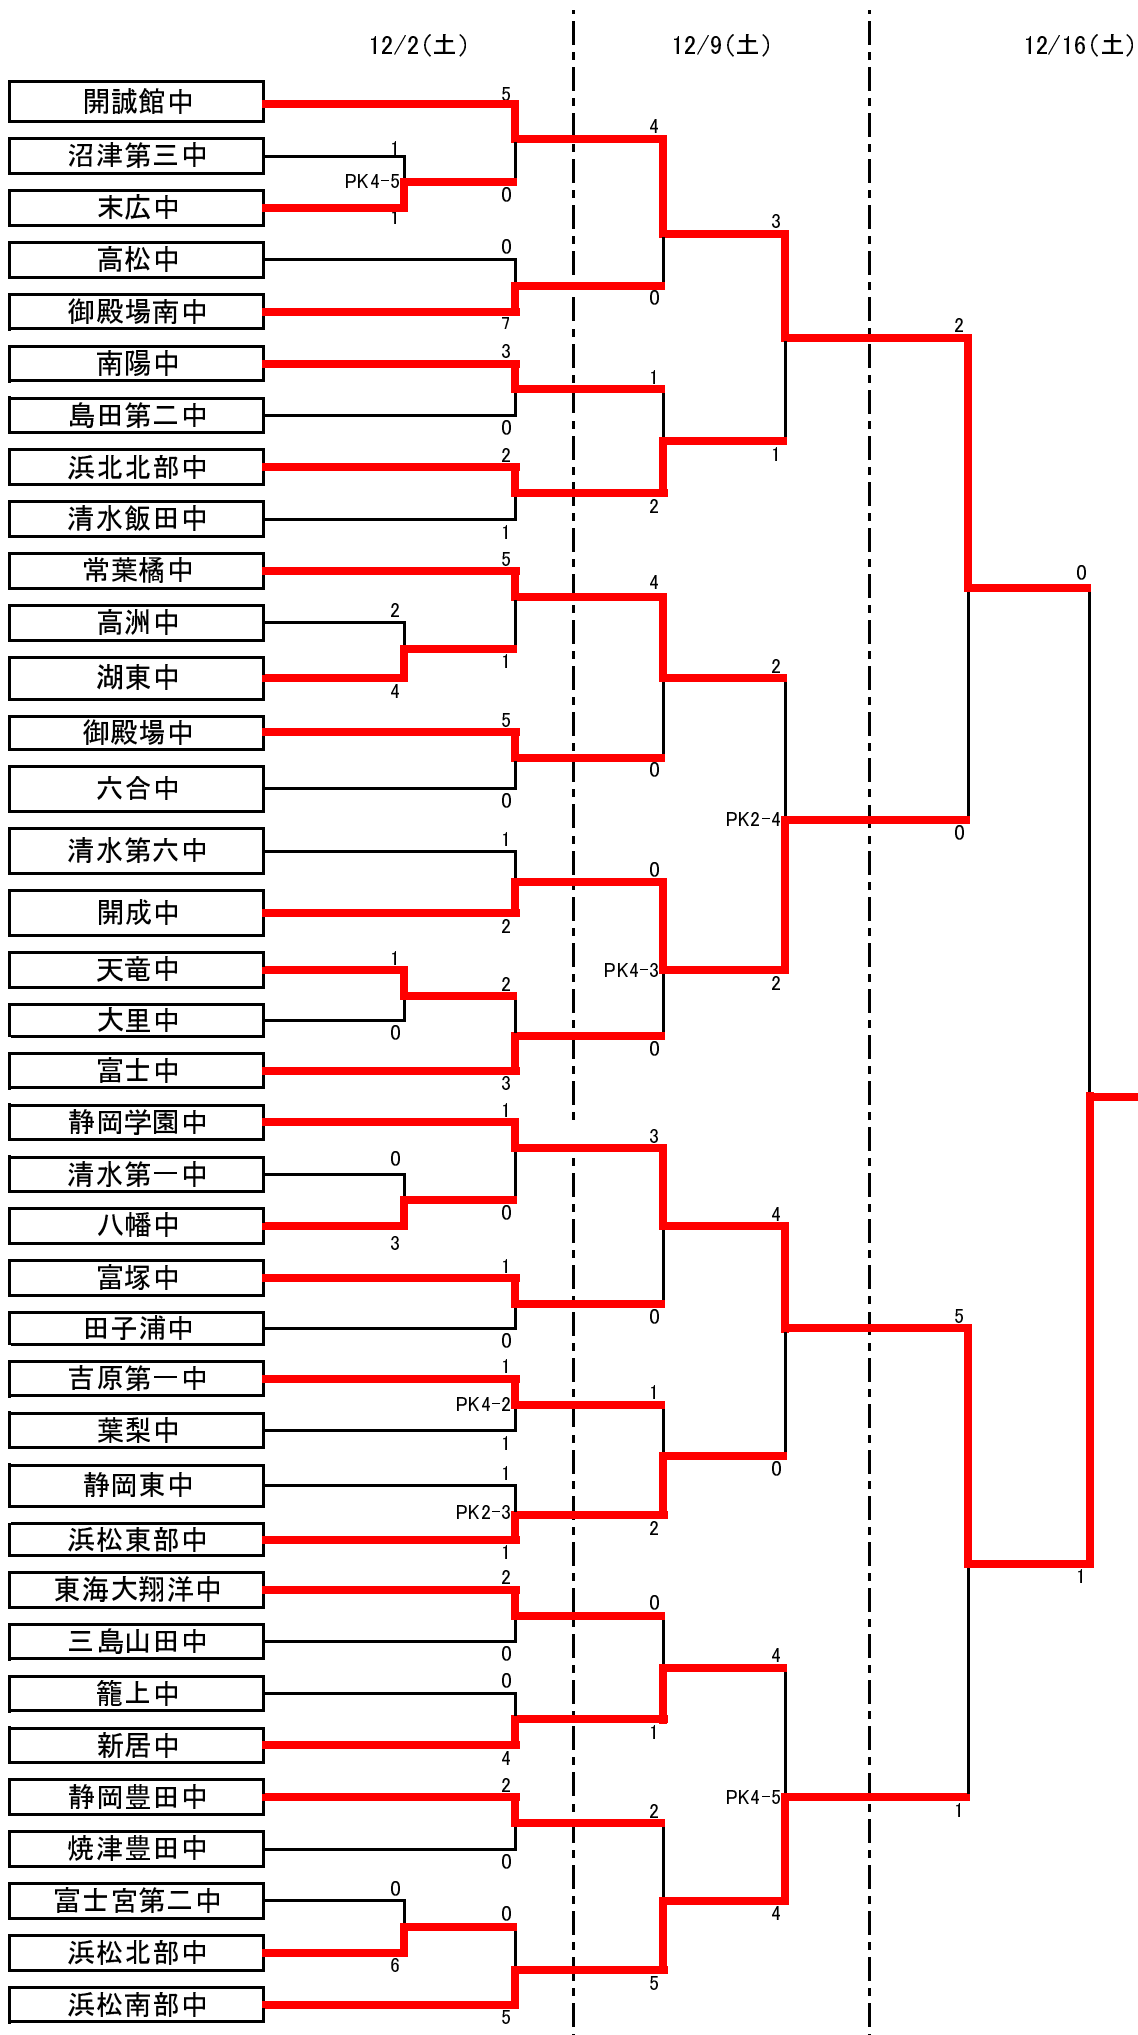 12/2(土) 12/9(土) 12/16(土)
開誠館中 5
4
沼津第三中 1
PK4-5
末広中 1 0
3
高松中 0
0
御殿場南中 7
2
南陽中 3
1
島田第二中 0
1
浜北北部中 2
2
清水飯田中 1
0
常葉橘中 5
4
高洲中 2
1
湖東中 4
2
御殿場中 5
0
六合中 0
PK2-4
0
清水第六中 1
0
開成中 2
PK4-3
2
天竜中 1
2
大里中 0
0
富士中 3
静岡学園中 1
3
清水第一中 0
0
八幡中 3
4
富塚中 1
0
田子浦中 0
5
吉原第一中 1
PK4-2
1
葉梨中 1
0
静岡東中 1
PK2-3
2
浜松東部中 1
1
東海大翔洋中 2
0
三島山田中 0
4
籠上中 0
1
新居中 4
PK4-5
1
静岡豊田中 2
2
焼津豊田中 0
4
富士宮第二中 0
0
浜松北部中 6
5
浜松南部中 5